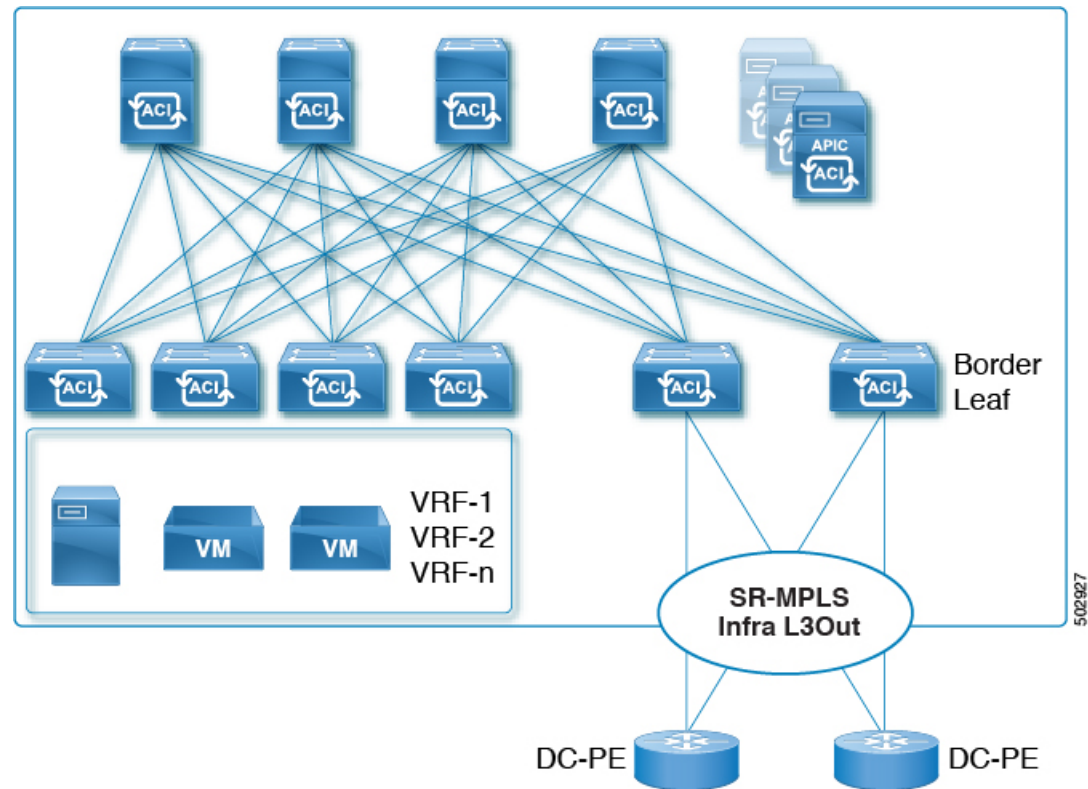 ACI
ACI
ACI
ACI
APIC
ACI
ACI
ACI
ACI
ACI
ACI
ACI
Border
Leaf
VM
VM
VRF-1
VRF-2
VRF-n
SR-MPLS
Infra L3Out
502927
DC-PE
DC-PE